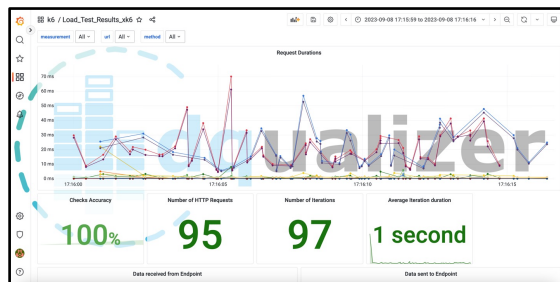 k6 / Load_Test_Results_xk6
2023-09-08 17:15:59 to 2023-09-08 17:16:16
measurement All url All method All
Request Durations
70 ms
60 ms
50 ms
40 ms
30 ms
20 ms
10 ms
0 ms
17:16:00 17:16:05 17:16:10 17:16:15
edqualizer
Checks Accuracy Number of HTTP Requests Number of Iterations Average Iteration duration
100% 95 97 1 second
Data received from Endpoint Data sent to Endpoint